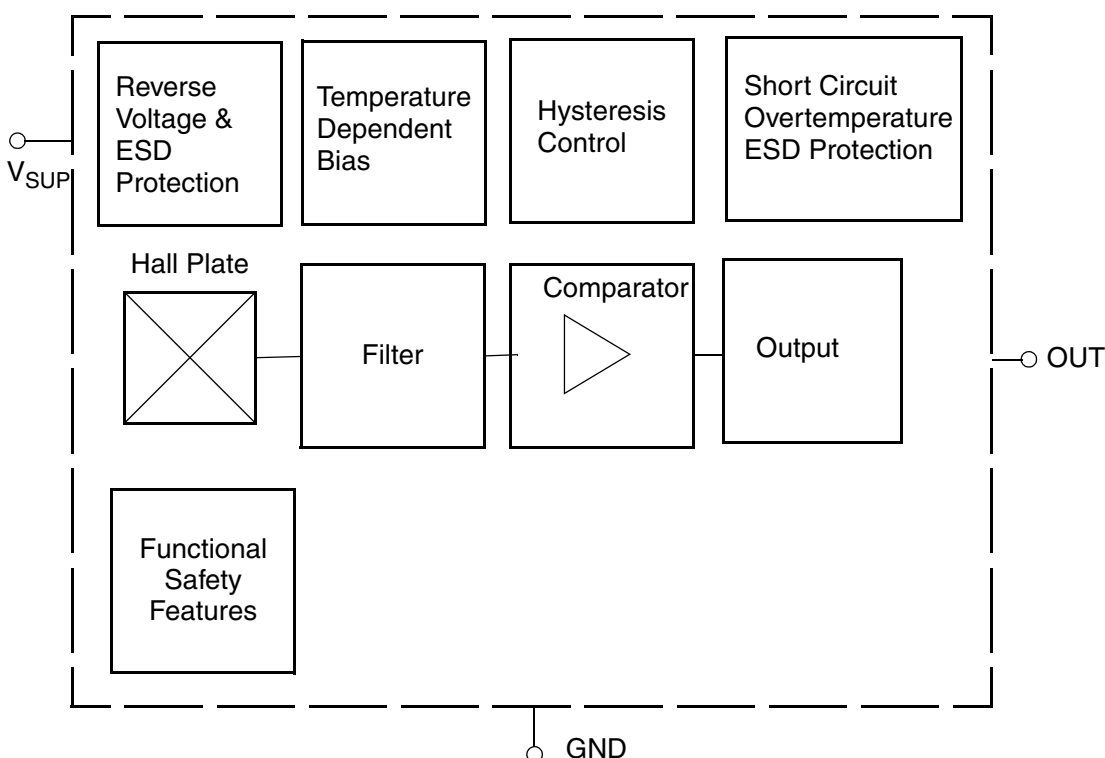 Reverse
Voltage &
ESD
Protection
Temperature
Dependent
Bias
Hysteresis
Control
Short Circuit
Overtemperature
ESD Protection
VSUP
Hall Plate
Filter
Comparator
Output
OUT
Functional
Safety
Features
GND